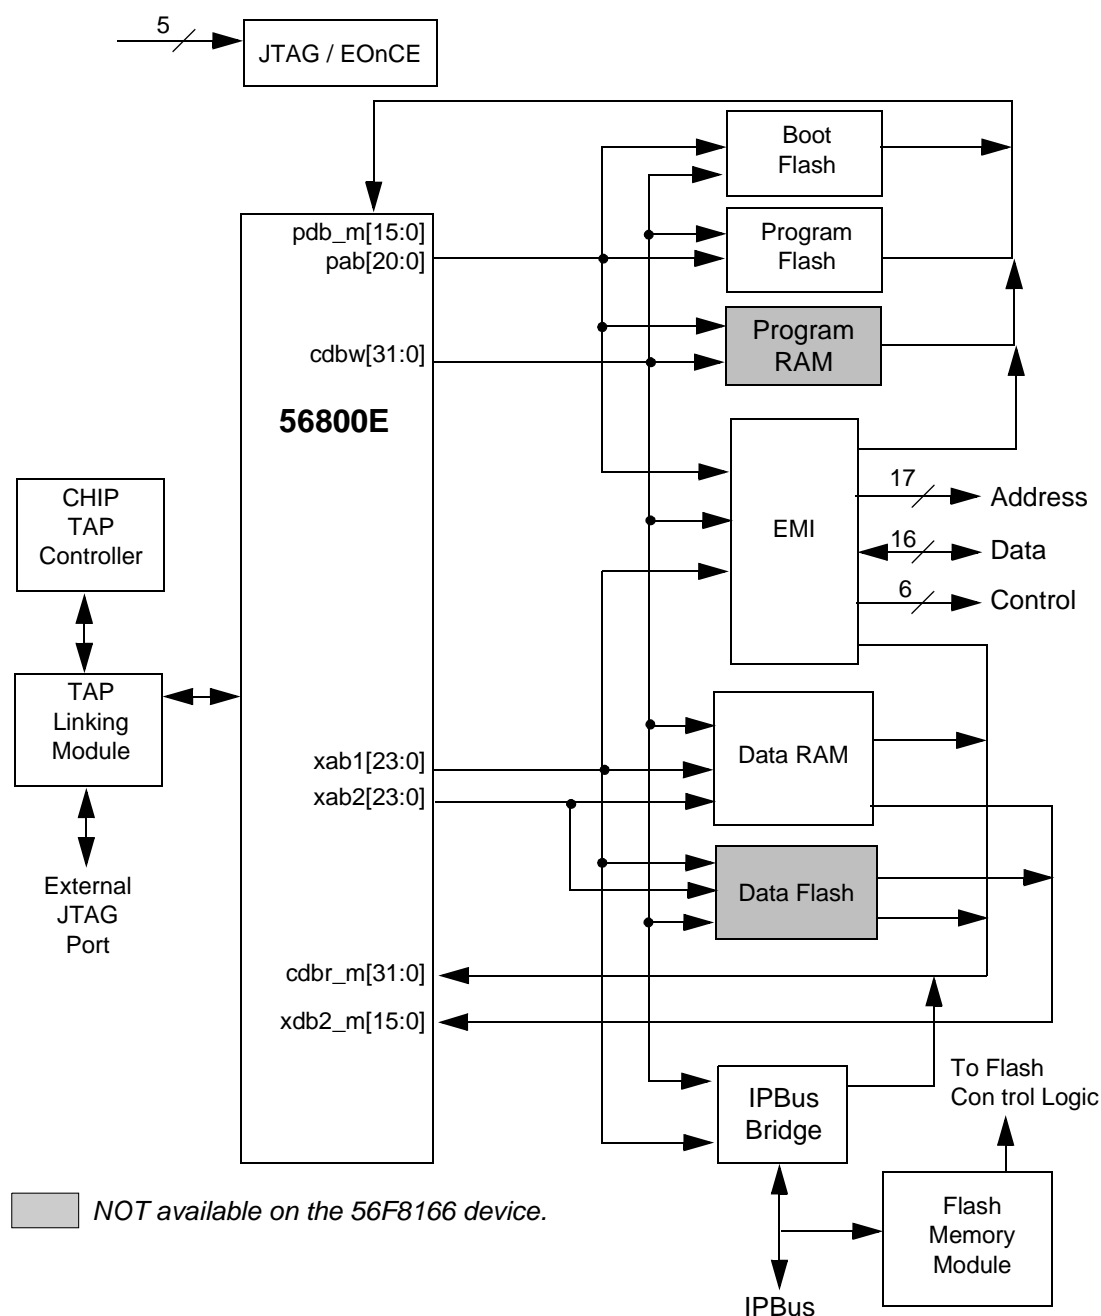 5
JTAG / EOnCE
Boot
Flash
pdb_m[15:0]
pab[20:0]
Program
Flash
cdbw[31:0]
Program
RAM
56800E
CHIP
TAP
Controller
EMI
17
Address
16
Data
6
Control
TAP
Linking
Module
xab1[23:0]
xab2[23:0]
Data RAM
External
JTAG
Port
Data Flash
cdbr_m[31:0]
xdb2_m[15:0]
To Flash
Con trol Logic
IPBus
Bridge
NOT available on the 56F8166 device.
Flash
Memory
Module
IPBus